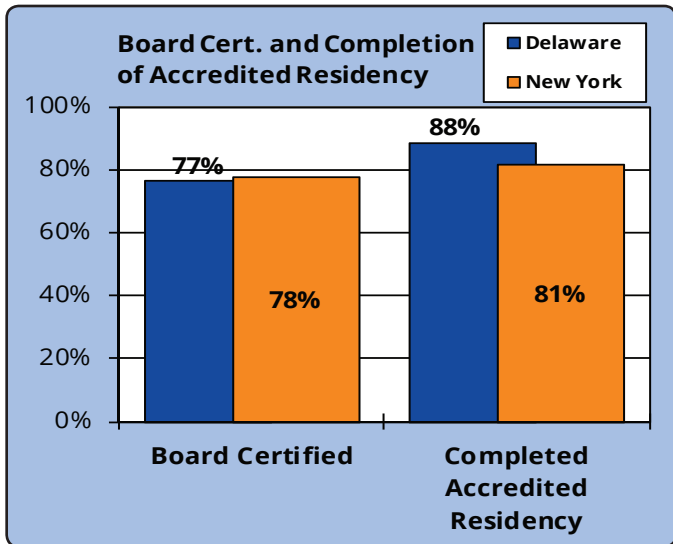 Board Cert. and Completion
of Accredited Residency
Delaware
New York
100%
80%
60%
40%
20%
0%
77%
78%
88%
81%
Board Certified
Completed
Accredited
Residency